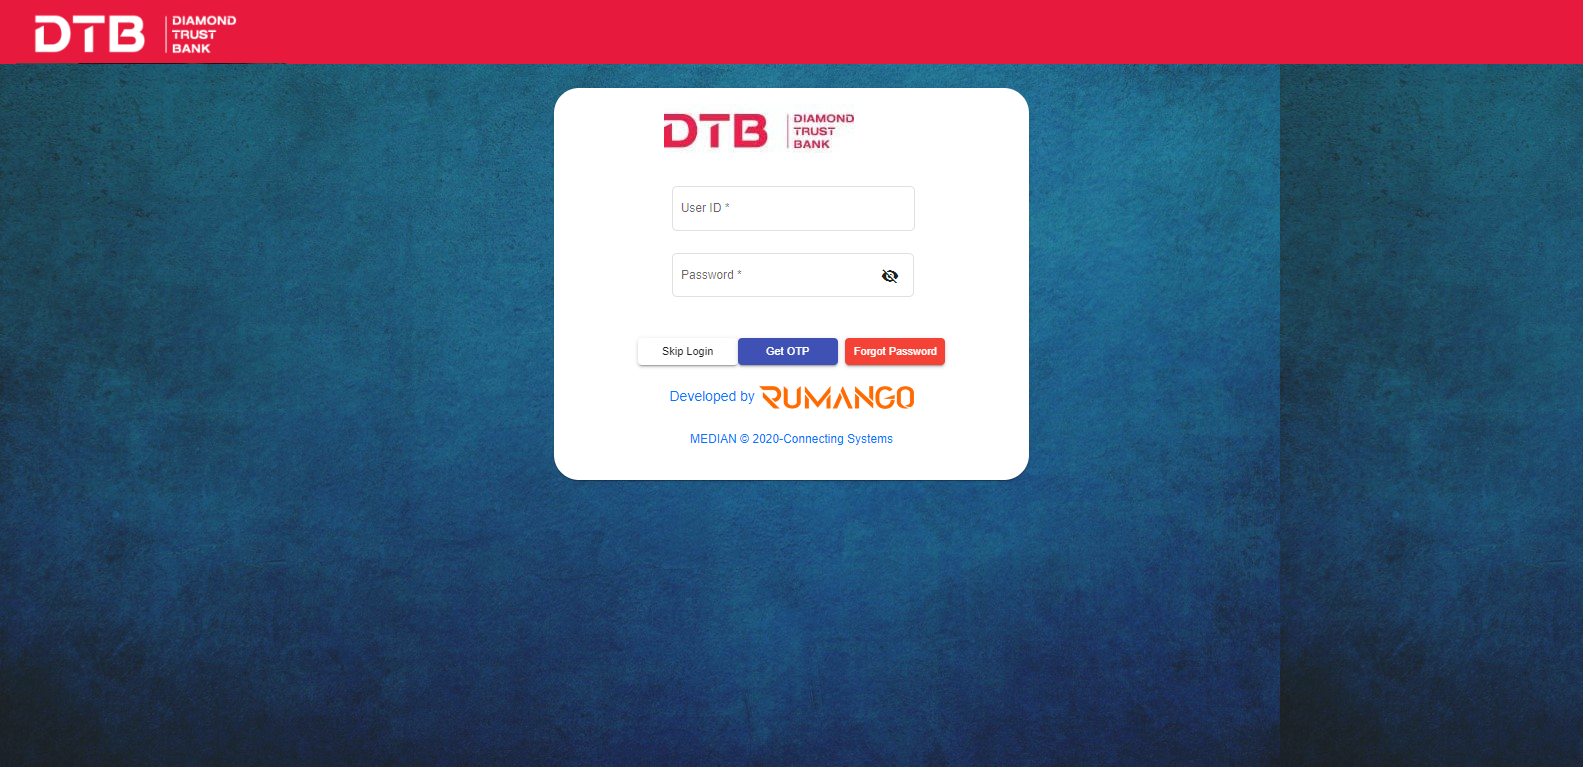 DTB DIAMOND
TRUST
BANK
DTB DIAMOND
TRUST
BANK
User ID *
Password *
Skip Login Get OTP Forgot Password
Developed by RUMANGO
MEDIAN © 2020-Connecting Systems